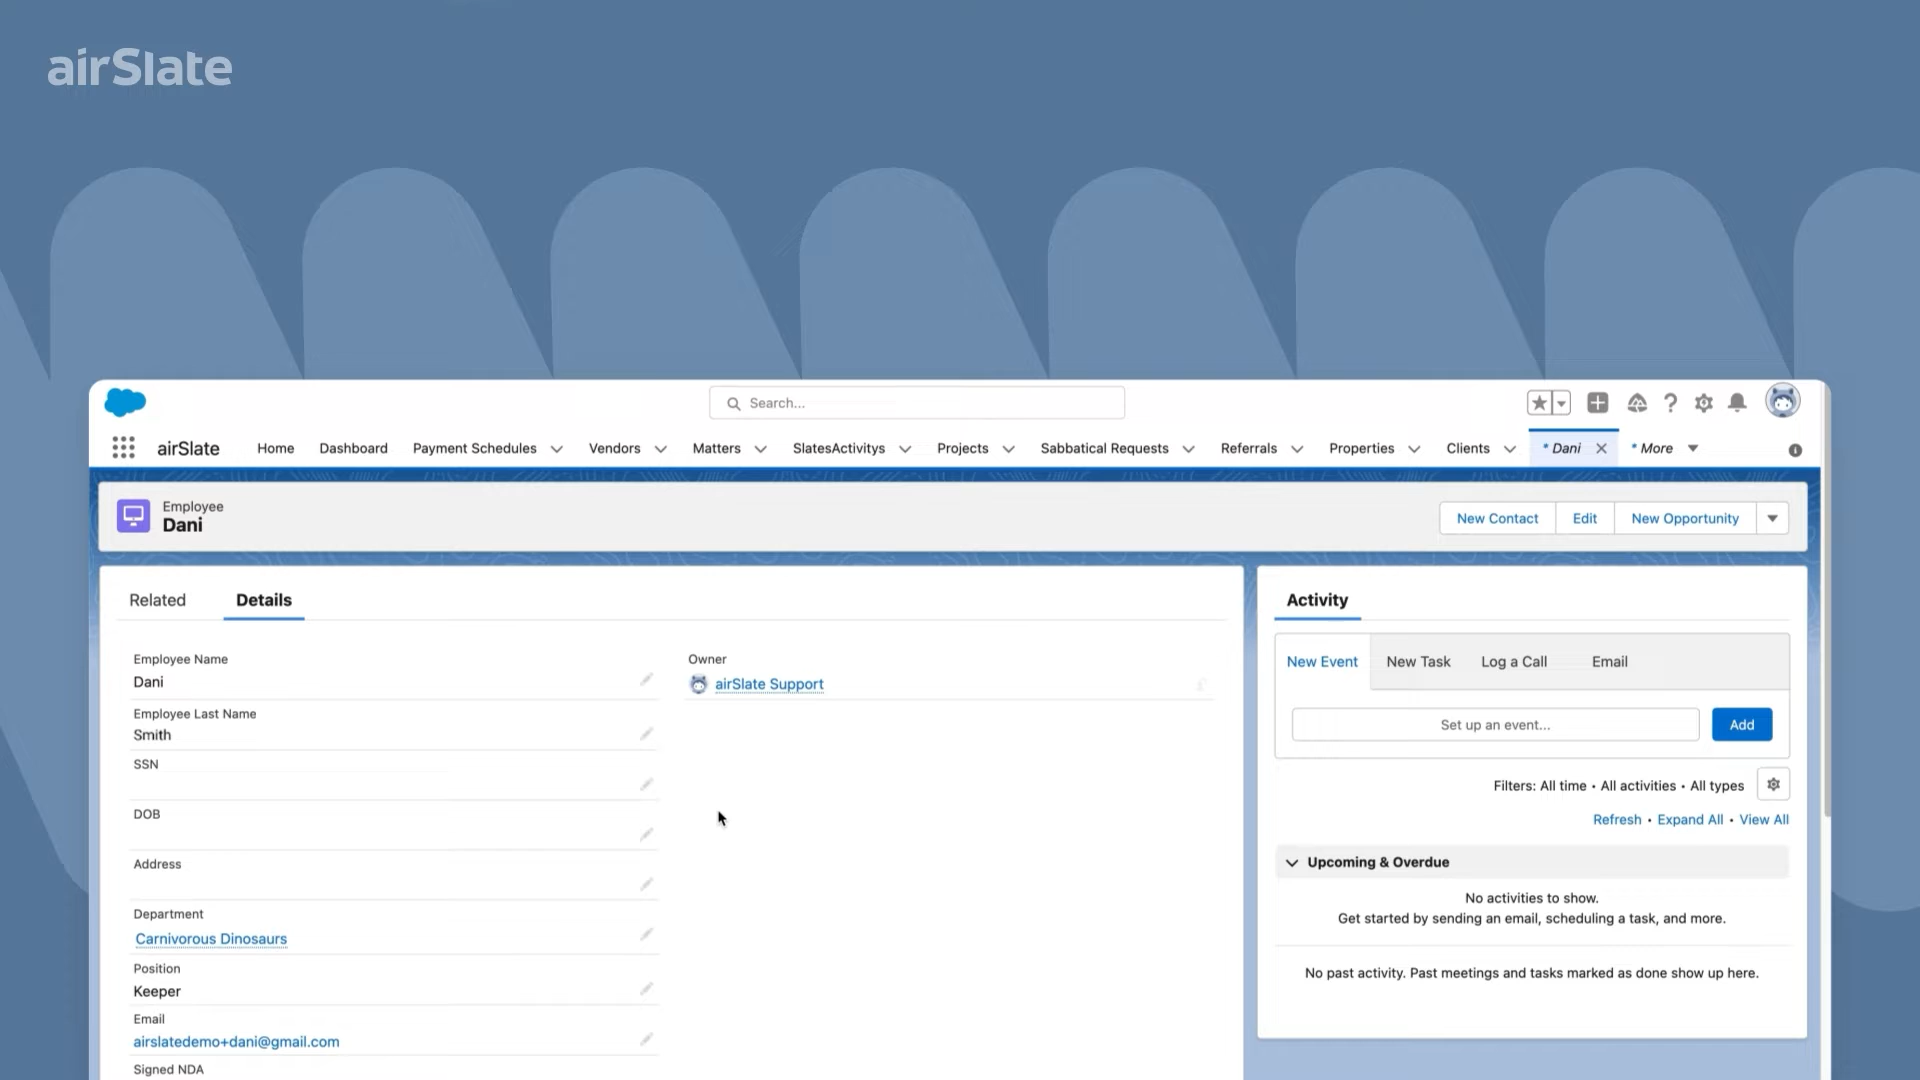 airSlate
Search...
airSlate
Home
Dashboard
Payment Schedules
Vendors
Matters
SlatesActivitys
Projects
Sabbatical Requests
Referrals
Properties
Clients
* Dani
* More
Employee
Dani
New Contact
Edit
New Opportunity
Related
Details
Employee Name
Dani
Employee Last Name
Smith
SSN
DOB
Address
Department
Carnivorous Dinosaurs
Position
Keeper
Email
airslatedemo+dani@gmail.com
Signed NDA
Owner
airSlate Support
Activity
New Event
New Task
Log a Call
Email
Set up an event...
Add
Filters: All time • All activities • All types
Refresh • Expand All • View All
Upcoming & Overdue
No activities to show.
Get started by sending an email, scheduling a task, and more.
No past activity. Past meetings and tasks marked as done show up here.